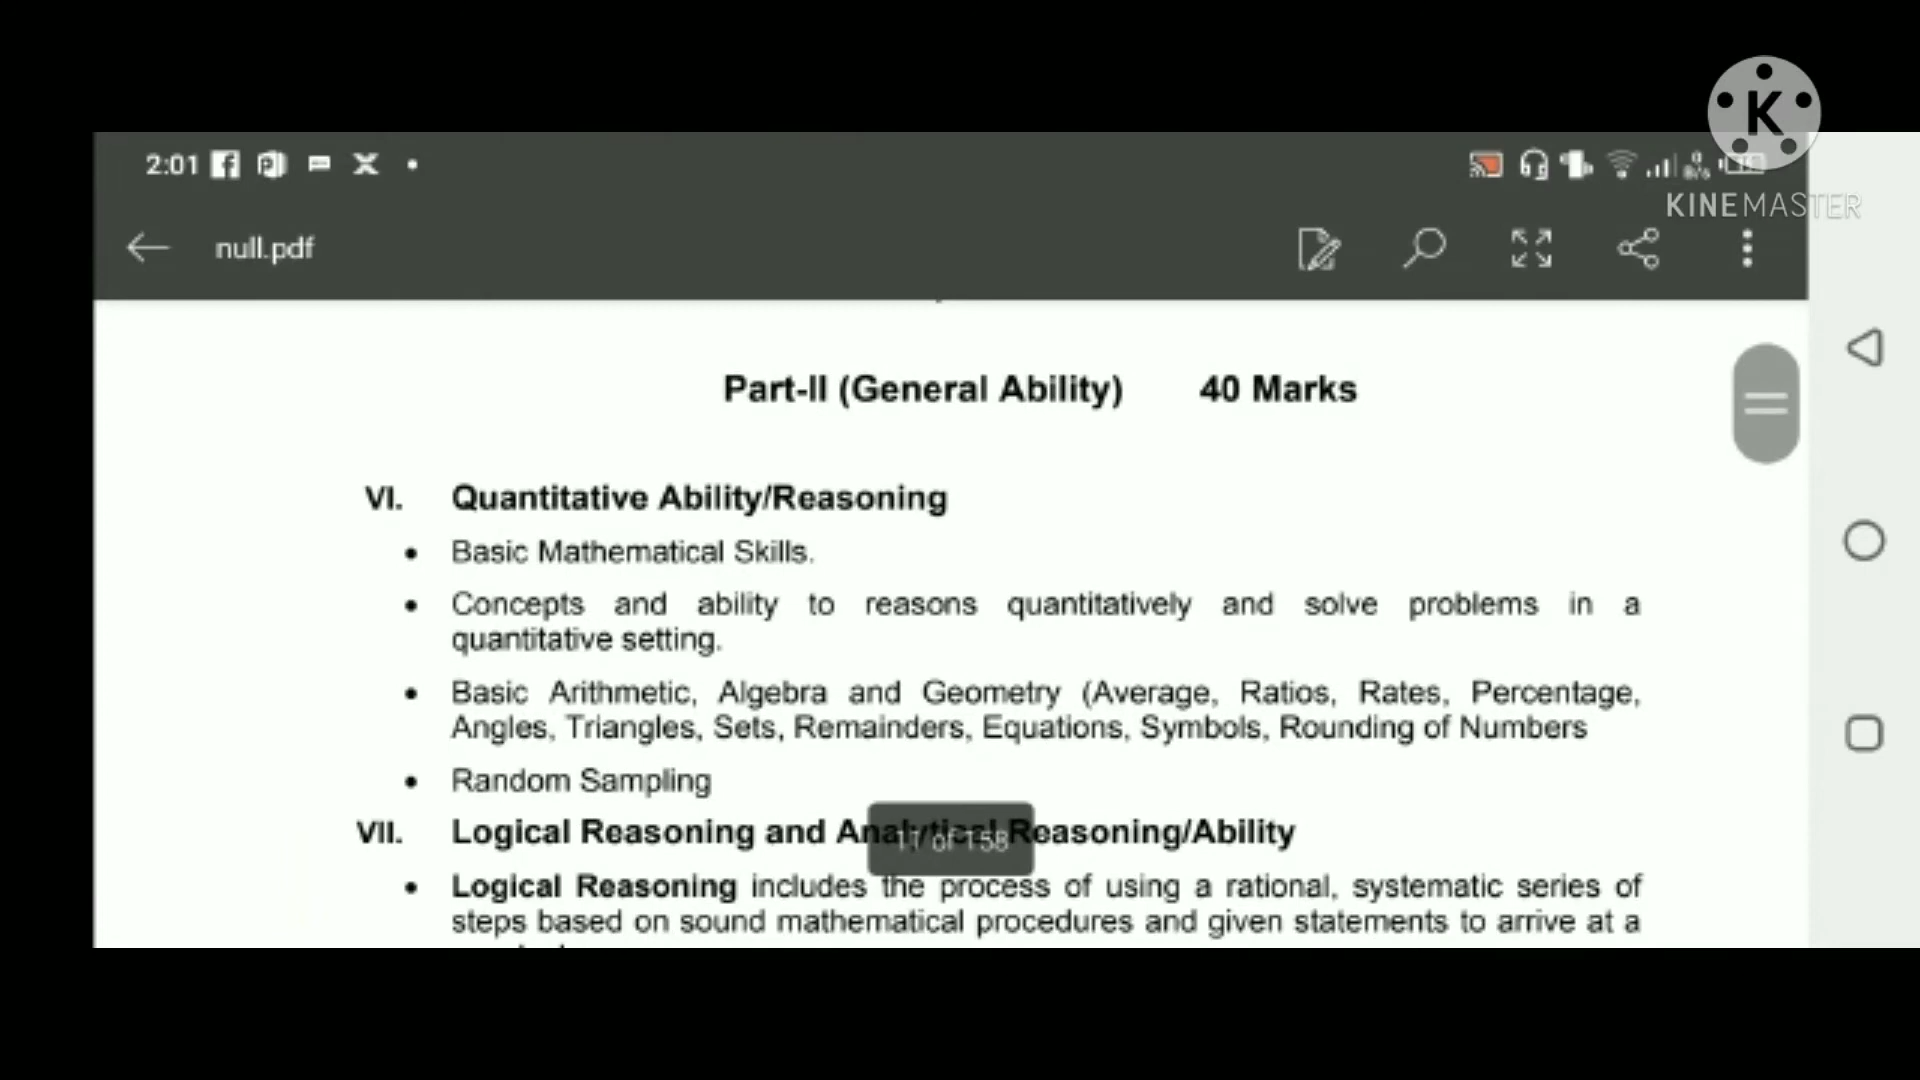 2:01
KINEMASTER
null.pdf
Part-II (General Ability) 40 Marks
VI. Quantitative Ability/Reasoning
• Basic Mathematical Skills.
• Concepts and ability to reasons quantitatively and solve problems in a
quantitative setting.
• Basic Arithmetic, Algebra and Geometry (Average, Ratios, Rates, Percentage,
Angles, Triangles, Sets, Remainders, Equations, Symbols, Rounding of Numbers
• Random Sampling
VII. Logical Reasoning and Analytical Reasoning/Ability
11 of 158
• Logical Reasoning includes the process of using a rational, systematic series of
steps based on sound mathematical procedures and given statements to arrive at a